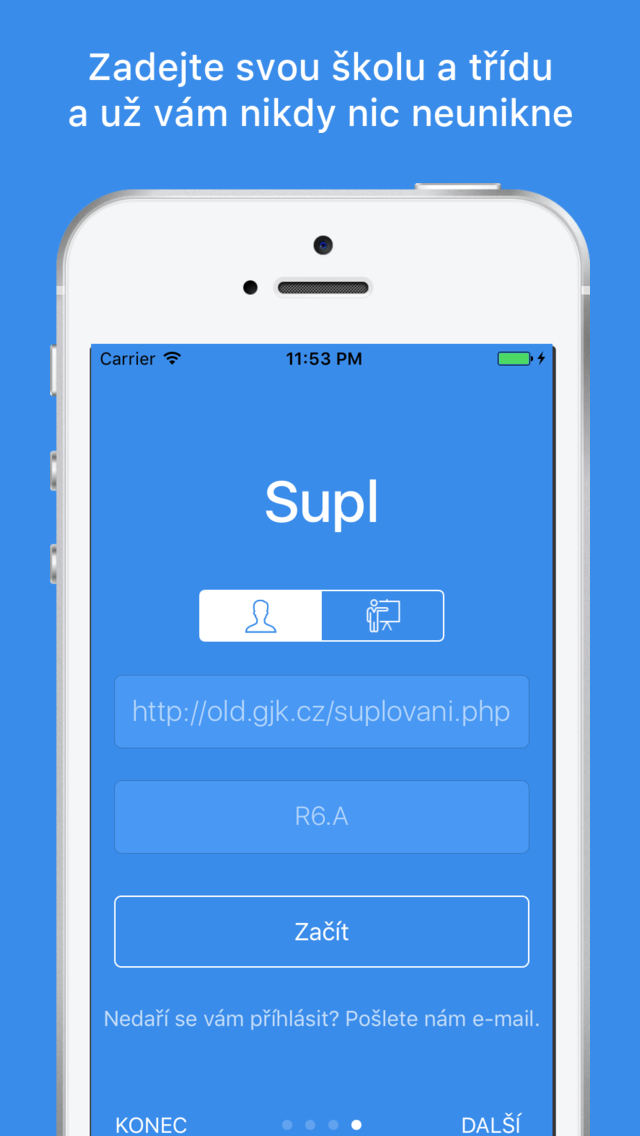 Zadejte svou školu a třídu
a už vám nikdy nic neunikne
Carrier 11:53 PM
Supl
http://old.gjk.cz/suplovani.php
R6.A
Začít
Nedaří se vám příhlásit? Pošlete nám e-mail.
KONEC DALŠÍ